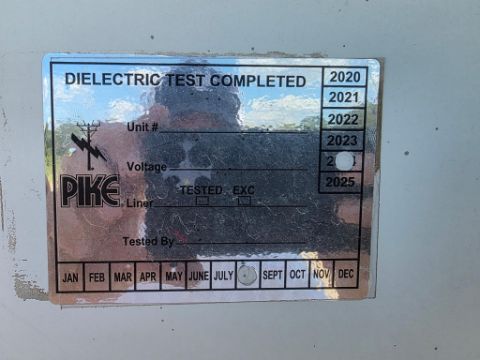 DIELECTRIC TEST COMPLETED
2020
2021
2022
2023
2025
Unit #
Voltage
PIKE
TESTED EXC
Liner
Tested By
JAN FEB MAR APR MAY JUNE JULY SEPT OCT NOV DEC